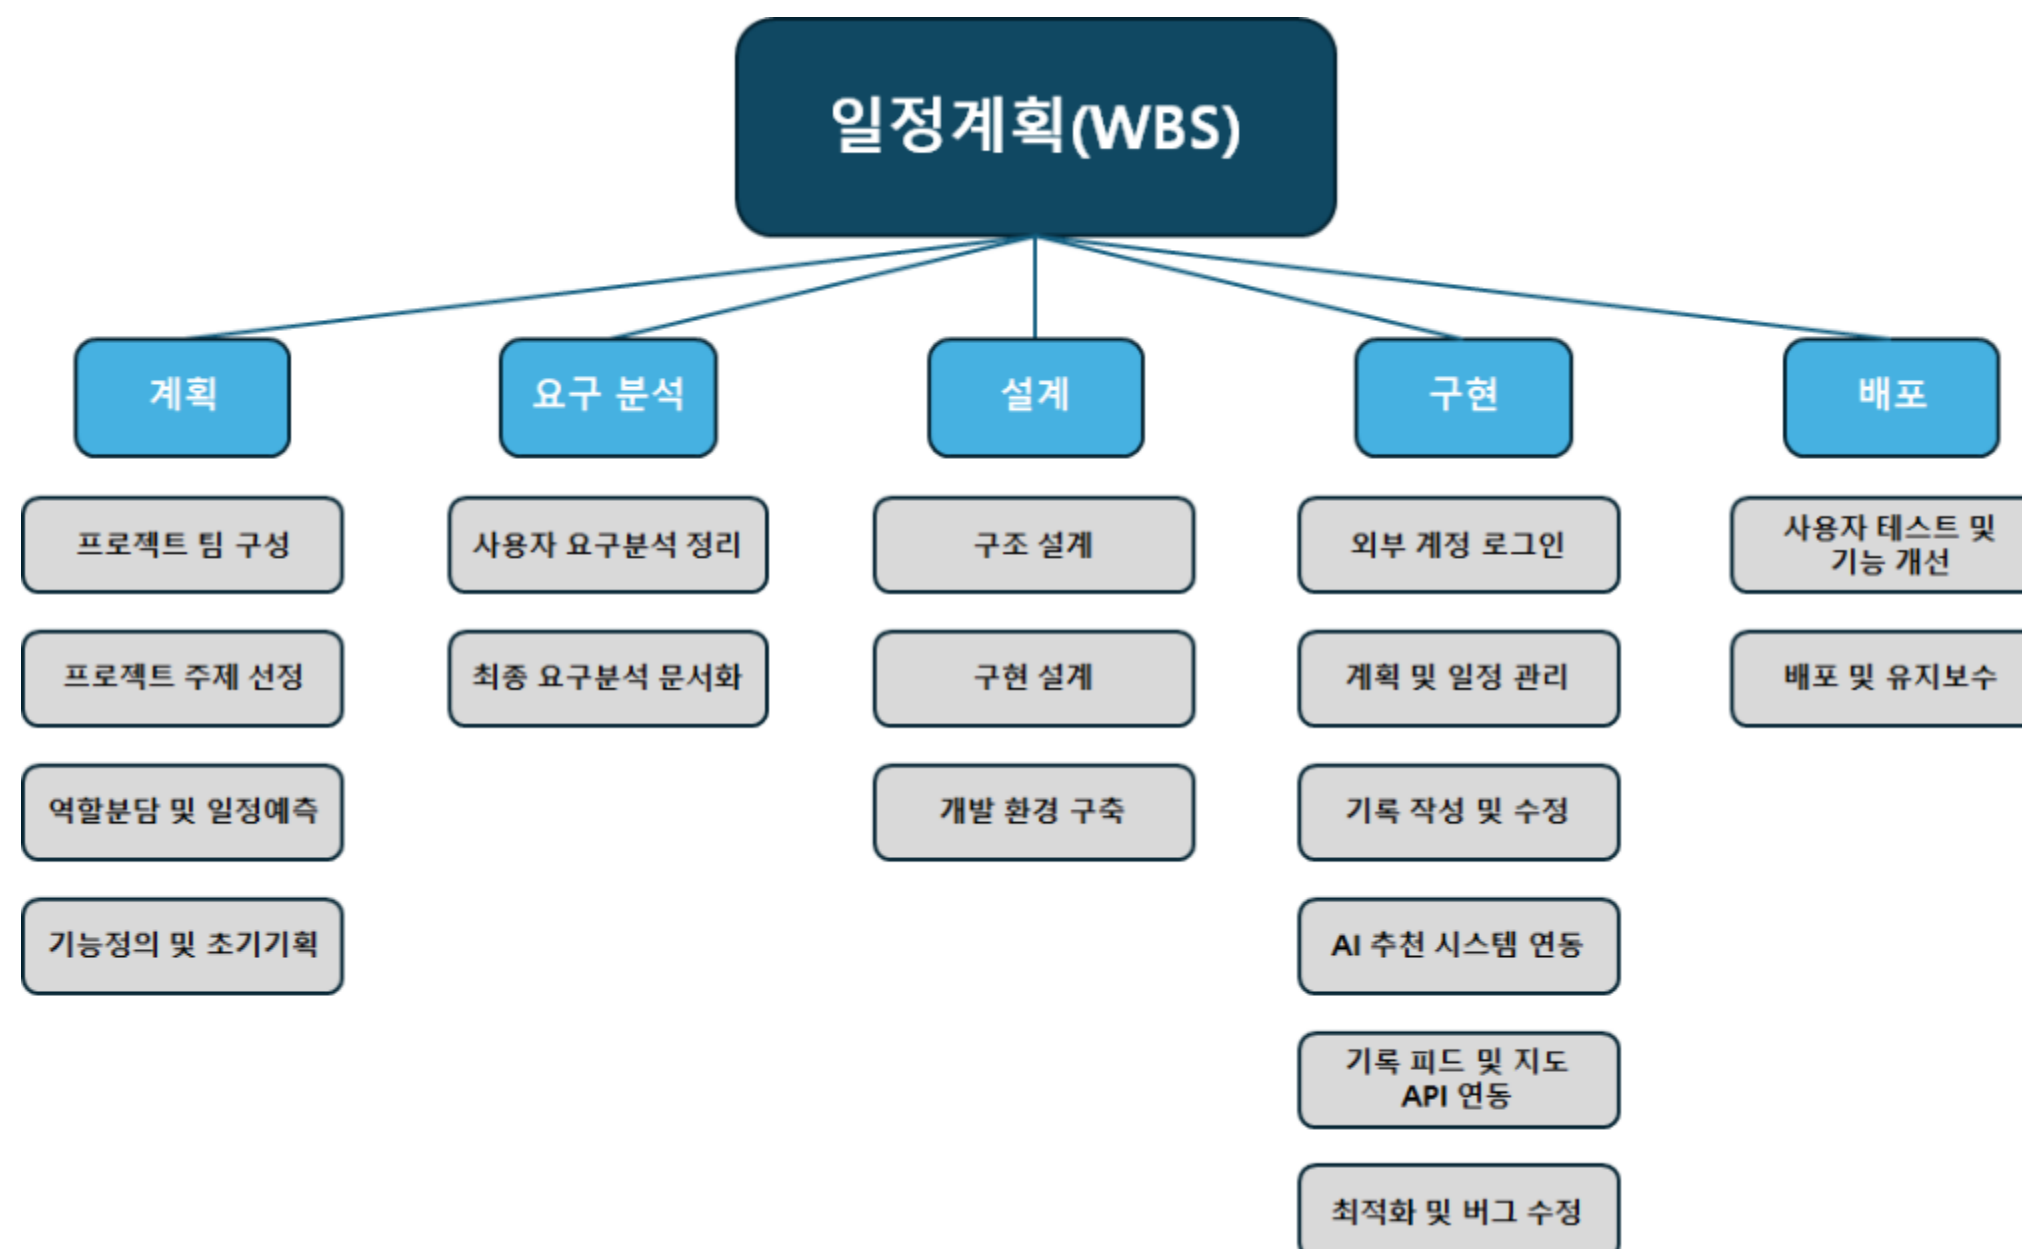 일정계획(WBS)
계획
요구 분석
설계
구현
배포
프로젝트 팀 구성
사용자 요구분석 정리
구조 설계
외부 계정 로그인
사용자 테스트 및
기능 개선
프로젝트 주제 선정
최종 요구분석 문서화
구현 설계
계획 및 일정 관리
배포 및 유지보수
역할분담 및 일정예측
개발 환경 구축
기록 작성 및 수정
기능정의 및 초기기획
AI 추천 시스템 연동
기록 피드 및 지도
API 연동
최적화 및 버그 수정